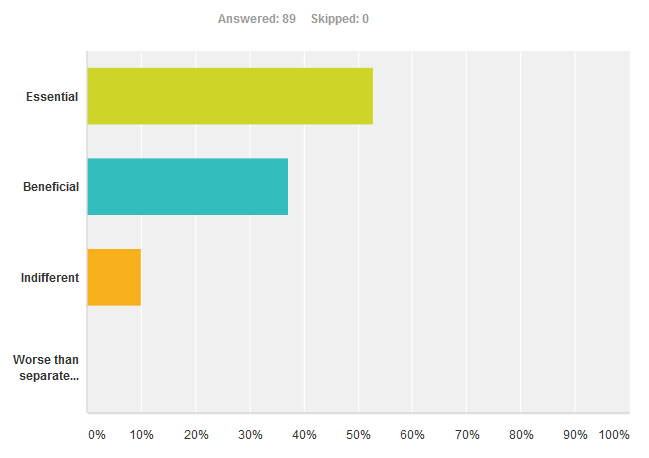 Answered: 89 Skipped: 0
Essential
Beneficial
Indifferent
Worse than
separate...
0% 10% 20% 30% 40% 50% 60% 70% 80% 90% 100%